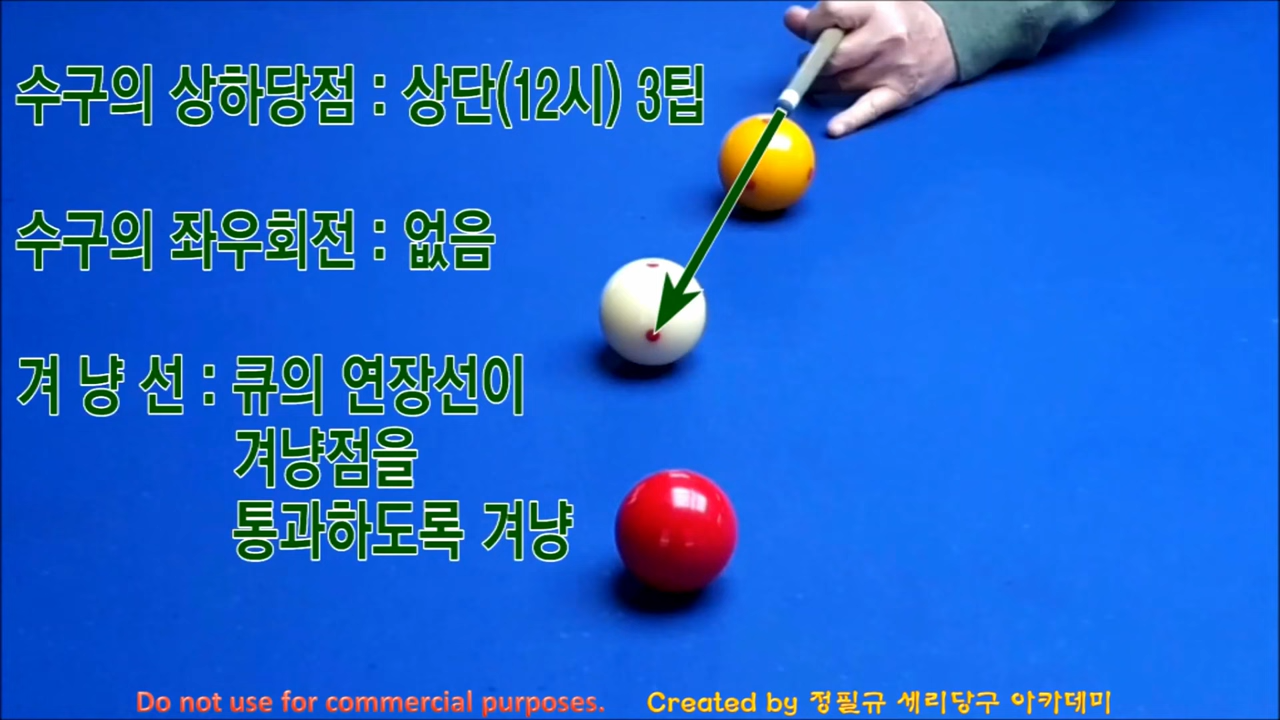 수구의 상하당점 : 상단(12시) 3팁
수구의 좌우회전 : 없음
겨 냥 선 : 큐의 연장선이
겨냥점을
통과하도록 겨냥
Do not use for commercial purposes. Created by 정필규 세리당구 아카데미